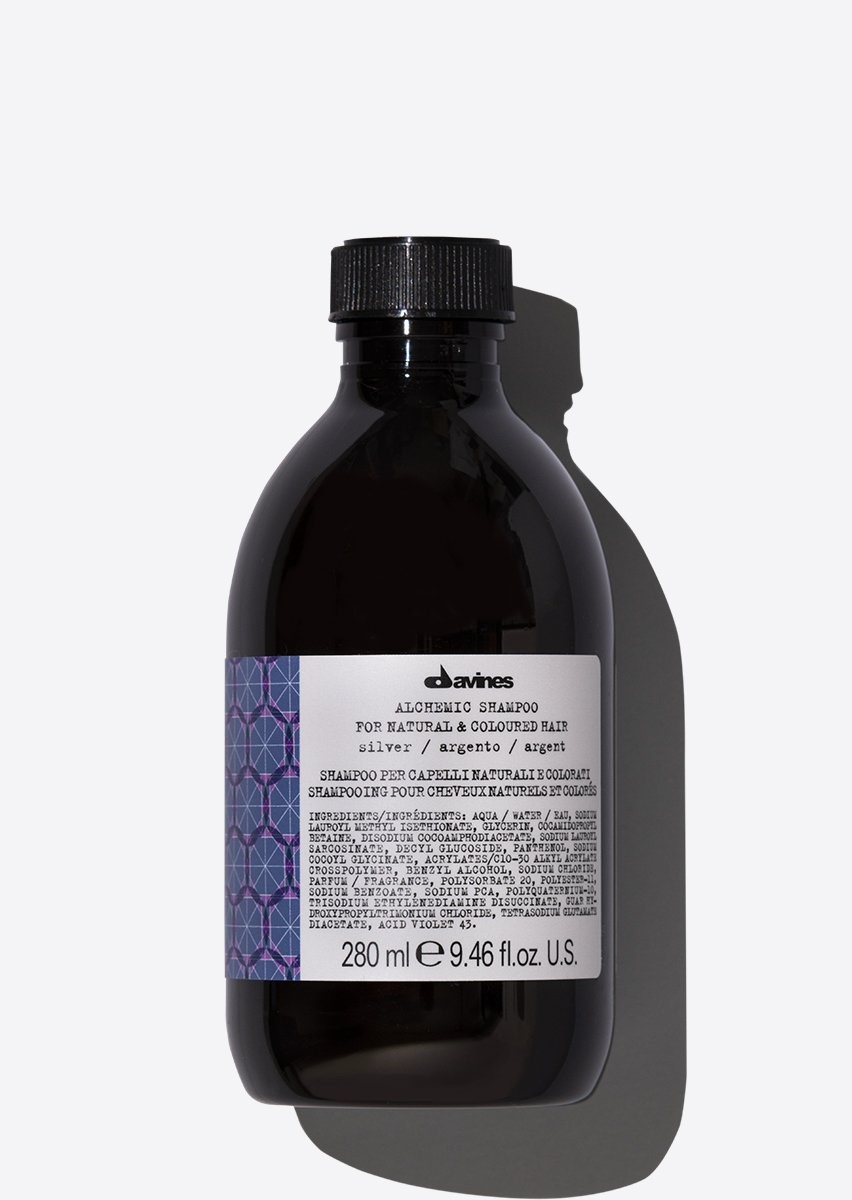 davines
ALCHEMIC SHAMPOO
FOR NATURAL & COLOURED HAIR
silver / argento / argent
SHAMPOO PER CAPELLI NATURALI E COLORATI
SHAMPOOING POUR CHEVEUX NATURELS ET COLORÉS
INGREDIENTS/INGRÉDIENTS: AQUA / WATER / EAU, SODIUM
LAUROYL METHYL ISETHIONATE, GLYCERIN, COCAMIDOPROPYL
BETAINE, DISODIUM COCOAMPHODIACETATE, SODIUM LAUROYL
SARCOSINATE, DECYL GLUCOSIDE, PANTHENOL, SODIUM
COCOYL GLYCINATE, ACRYLATES/C10-30 ALKYL ACRYLATE
CROSSPOLYMER, BENZYL ALCOHOL, SODIUM CHLORIDE,
PARFUM / FRAGRANCE, POLYSORBATE 20, POLYESTER-11,
SODIUM BENZOATE, SODIUM PCA, POLYQUATERNIUM-10,
TRISODIUM ETHYLENEDIAMINE DISUCCINATE, GUAR HY-
DROXYPROPYLTRIMONIUM CHLORIDE, TETRASODIUM GLUTAMATE
DIACETATE, ACID VIOLET 43.
280 ml e 9.46 fl.oz. U.S.